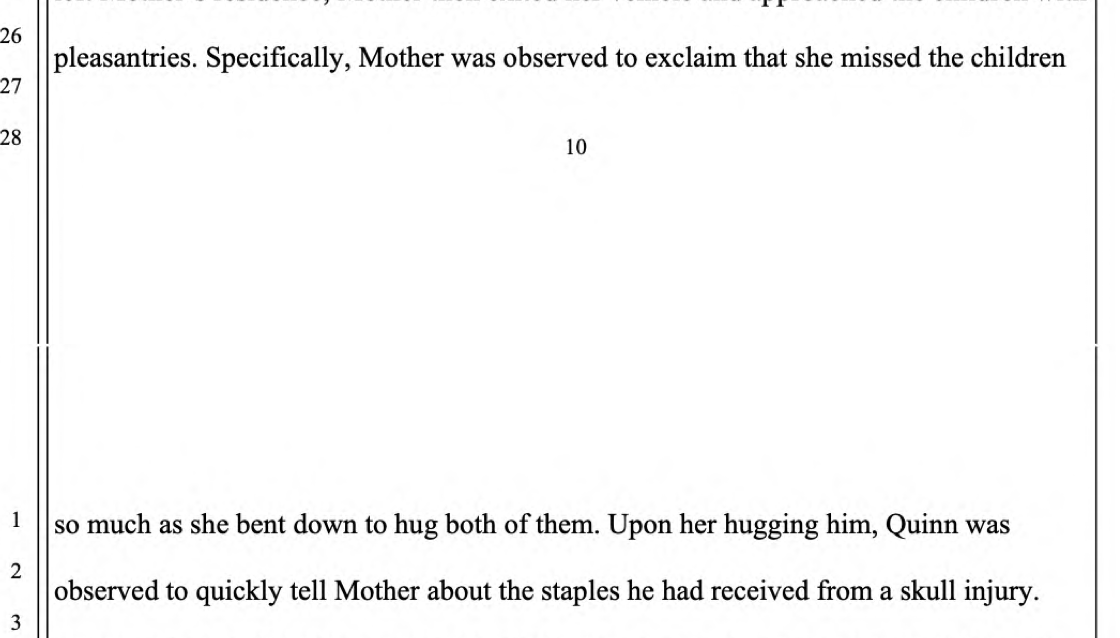 26
pleasantries. Specifically, Mother was observed to exclaim that she missed the children
27
28
10
1
so much as she bent down to hug both of them. Upon her hugging him, Quinn was
2
observed to quickly tell Mother about the staples he had received from a skull injury.
3